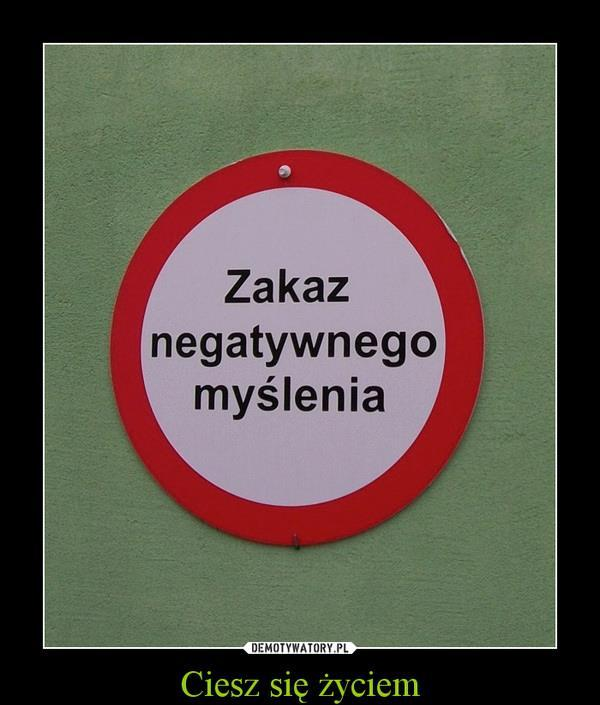 Zakaz
negatywnego
myślenia
DEMOTYWATORY.PL
Ciesz się życiem